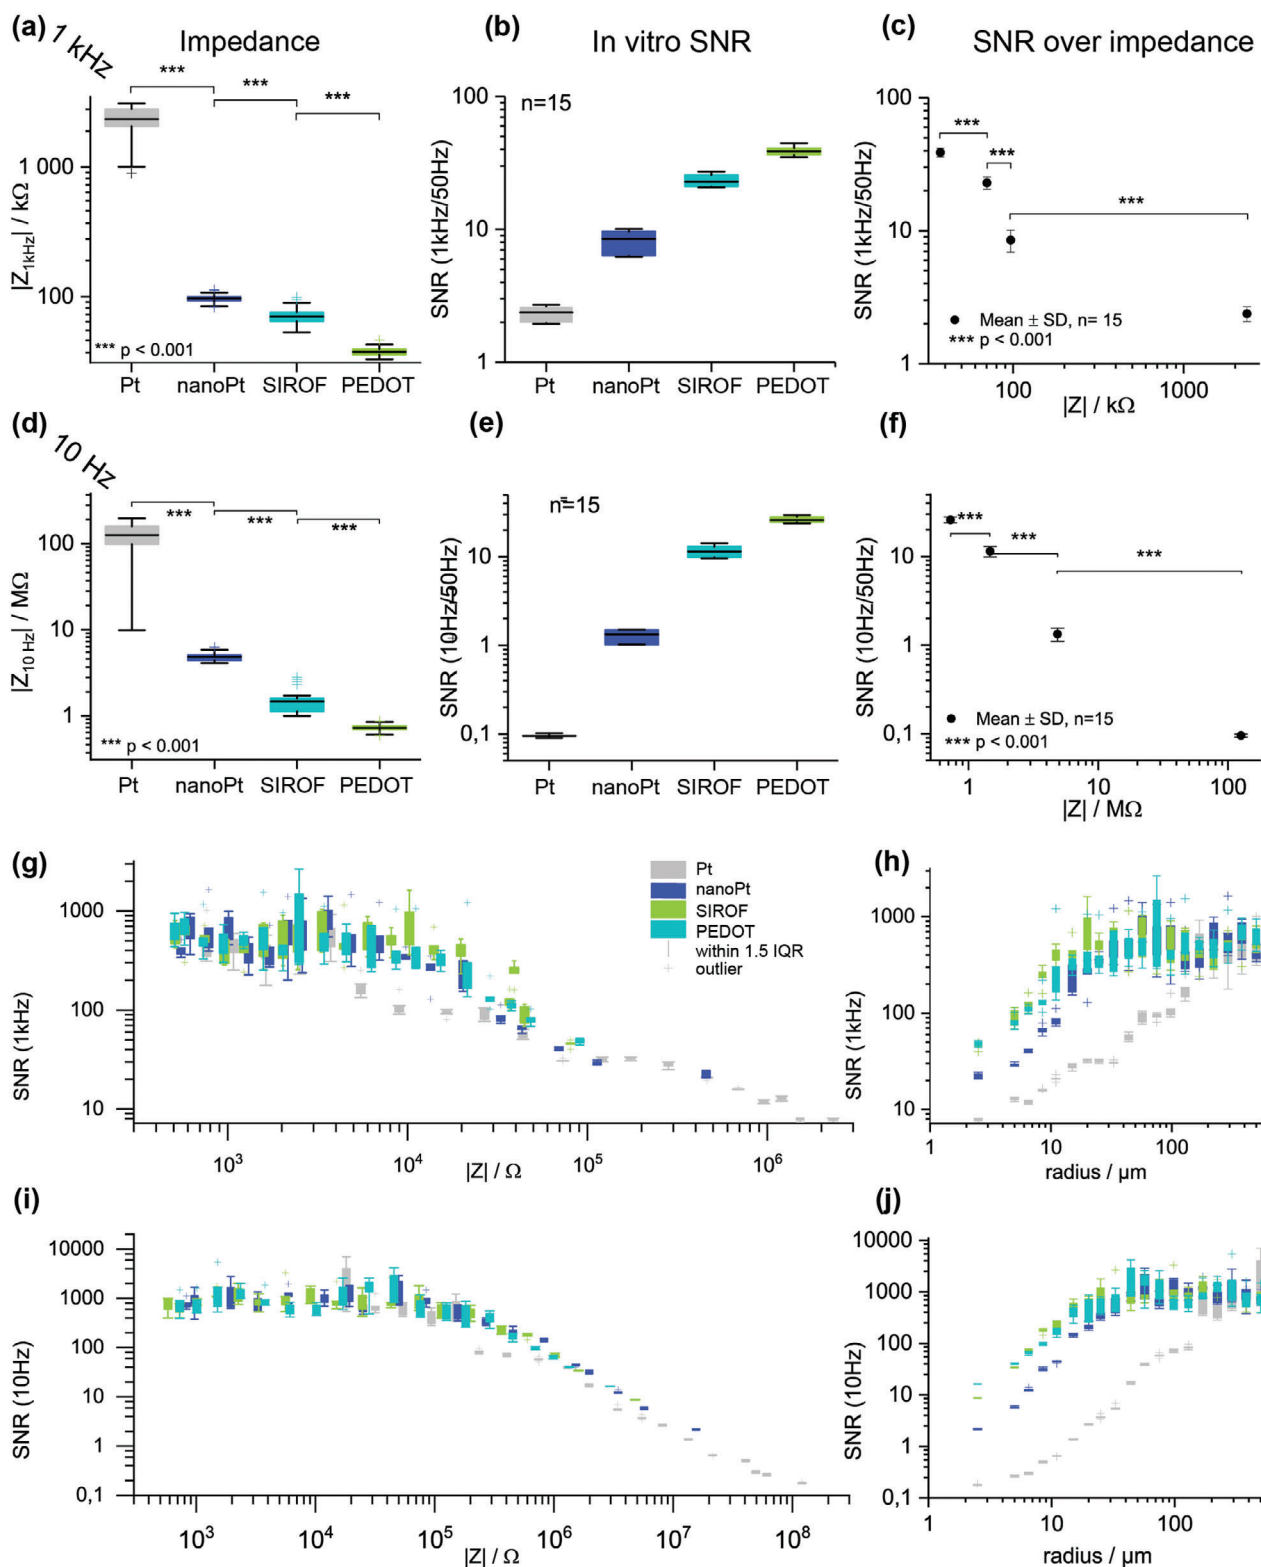 (a)
1 kHz
Impedance
*** *** ***
|Z1kHz| / kΩ
1 000
100
*** p < 0.001
Pt nanoPt SIROF PEDOT
(b)
In vitro SNR
n=15
SNR (1kHz/50Hz)
100
10
1
Pt nanoPt SIROF PEDOT
(c)
SNR over impedance
SNR (1kHz/50Hz)
100
10
1
***
***
***
Mean ± SD, n= 15
*** p < 0.001
100 1000
|Z| / kΩ
(d)
10 Hz
|Z10 Hz| / MΩ
100
10
1
*** *** ***
*** p < 0.001
Pt nanoPt SIROF PEDOT
(e)
n=15
SNR (10Hz/50Hz)
10
1
0,1
Pt nanoPt SIROF PEDOT
(f)
SNR (10Hz/50Hz)
10
1
0,1
***
***
***
Mean ± SD, n=15
*** p < 0.001
1 10 100
|Z| / MΩ
(g)
SNR (1kHz)
1000
100
10
Pt
nanoPt
SIROF
PEDOT
within 1.5 IQR
outlier
10³ 10⁴ 10⁵ 10⁶
|Z| / Ω
(h)
SNR (1kHz)
1000
100
10
1 10 100
radius / µm
(i)
SNR (10Hz)
10000
1000
100
10
1
0,1
10³ 10⁴ 10⁵ 10⁶ 10⁷ 10⁸
|Z| / Ω
(j)
SNR (10Hz)
10000
1000
100
10
1
0,1
1 10 100
radius / µm